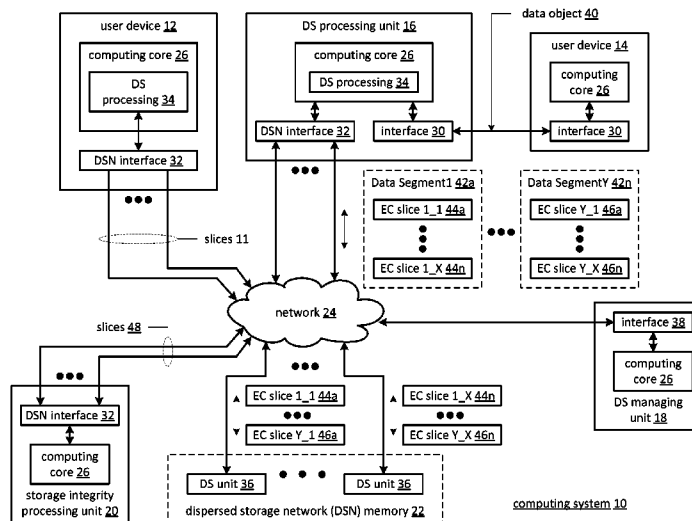 data object 40
user device 12
computing core 26
DS
processing 34
DSN interface 32
DS processing unit 16
computing core 26
DS processing 34
DSN interface 32
interface 30
user device 14
computing
core 26
interface 30
slices 11
Data Segment1 42a
EC slice 1_1 44a
EC slice 1_X 44n
Data SegmentY 42n
EC slice Y_1 46a
EC slice Y_X 46n
network 24
slices 48
interface 38
computing
core 26
DS managing
unit 18
DSN interface 32
computing
core 26
storage integrity
processing unit 20
EC slice 1_1 44a
EC slice Y_1 46a
EC slice 1_X 44n
EC slice Y_X 46n
DS unit 36
DS unit 36
dispersed storage network (DSN) memory 22
computing system 10